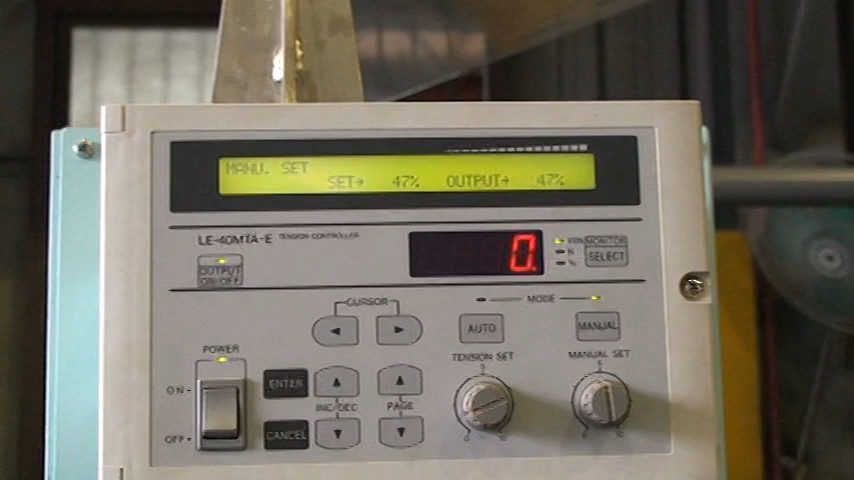 MANU. SET
SET→ 47% OUTPUT→ 47%
LE-40MTA-E TENSION CONTROLLER
0.
N
%
MONITOR
SELECT
OUTPUT
ON/OFF
CURSOR
MODE
AUTO
MANUAL
POWER
TENSION SET
MANUAL SET
ON
ENTER
INC/DEC
PAGE
OFF
CANCEL